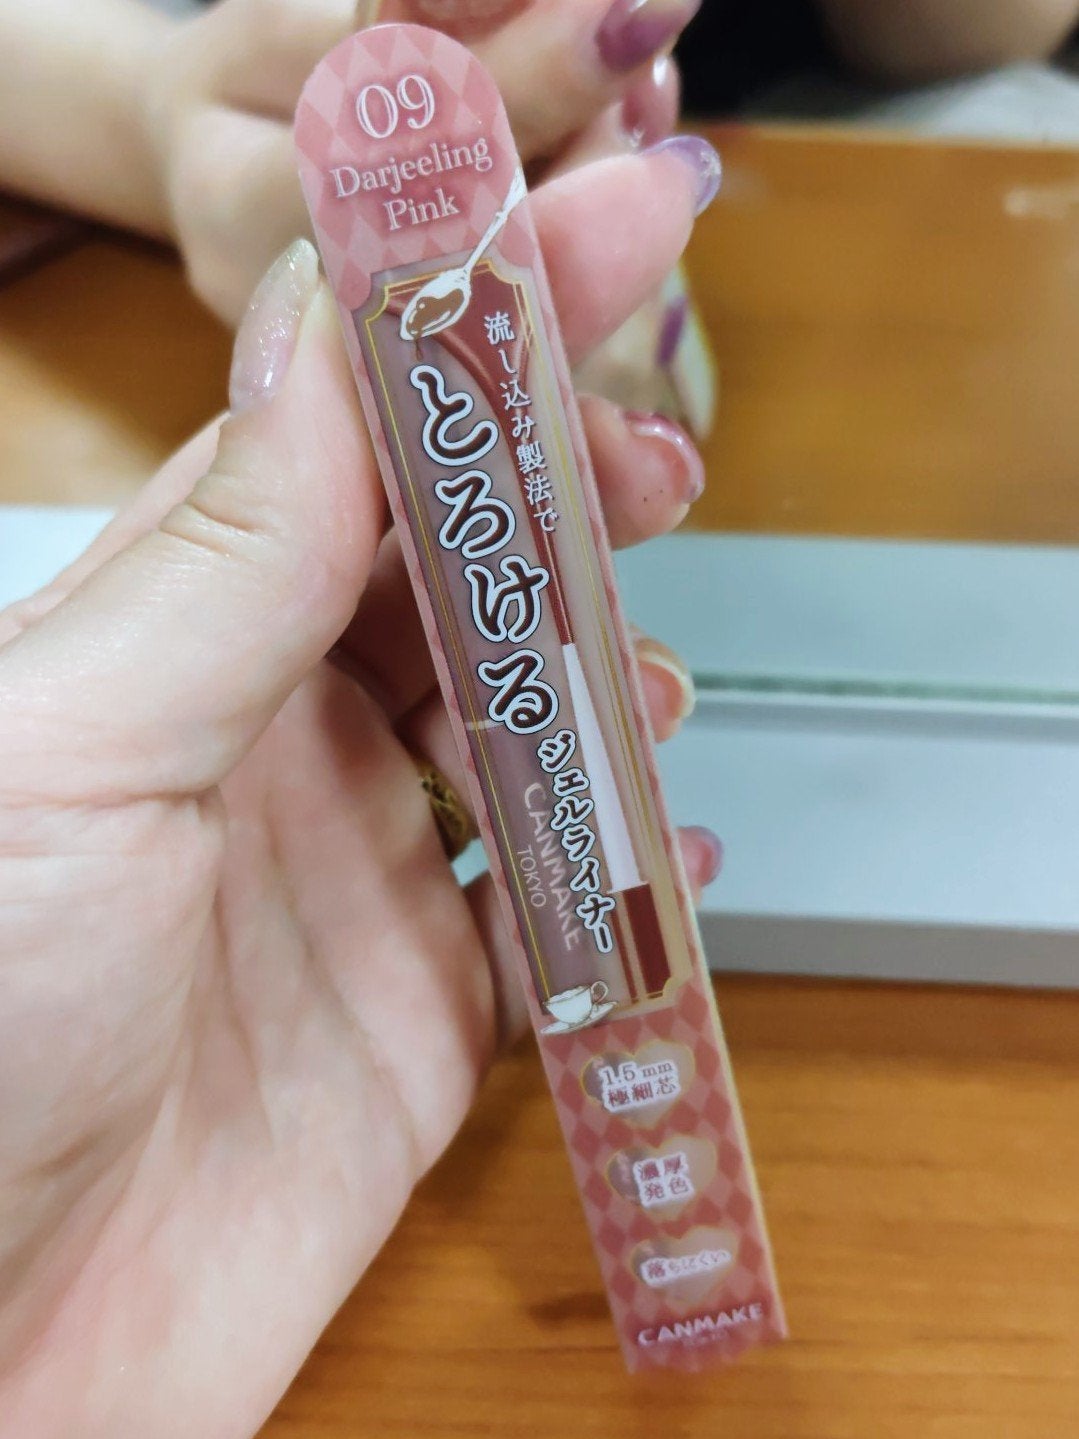 09
Darjeeling
Pink
流し込み製法で
とろける
ジェルライナー
CANMAKE
TOKYO
1.5mm
極細芯
濃厚
発色
落ちにくい
CANMAKE
TOKYO